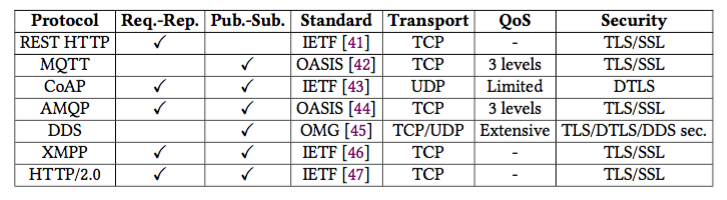 Protocol Req.-Rep. Pub.-Sub. Standard Transport QoS Security
REST HTTP ✓ IETF [41] TCP - TLS/SSL
MQTT ✓ OASIS [42] TCP 3 levels TLS/SSL
CoAP ✓ ✓ IETF [43] UDP Limited DTLS
AMQP ✓ ✓ OASIS [44] TCP 3 levels TLS/SSL
DDS ✓ OMG [45] TCP/UDP Extensive TLS/DTLS/DDS sec.
XMPP ✓ ✓ IETF [46] TCP - TLS/SSL
HTTP/2.0 ✓ ✓ IETF [47] TCP - TLS/SSL